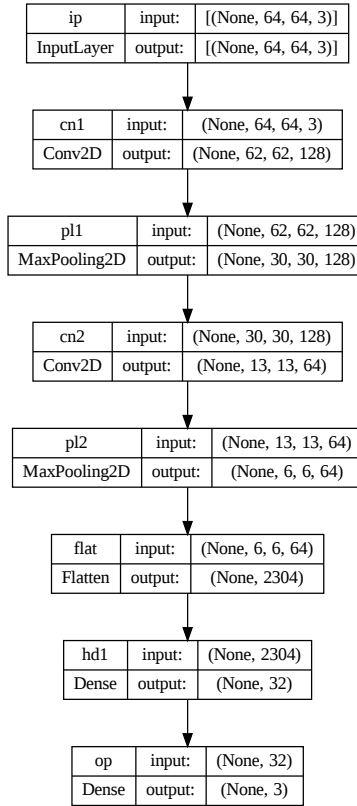 ip input: [(None, 64, 64, 3)]
InputLayer output: [(None, 64, 64, 3)]
cn1 input: (None, 64, 64, 3)
Conv2D output: (None, 62, 62, 128)
pl1 input: (None, 62, 62, 128)
MaxPooling2D output: (None, 30, 30, 128)
cn2 input: (None, 30, 30, 128)
Conv2D output: (None, 13, 13, 64)
pl2 input: (None, 13, 13, 64)
MaxPooling2D output: (None, 6, 6, 64)
flat input: (None, 6, 6, 64)
Flatten output: (None, 2304)
hd1 input: (None, 2304)
Dense output: (None, 32)
op input: (None, 32)
Dense output: (None, 3)